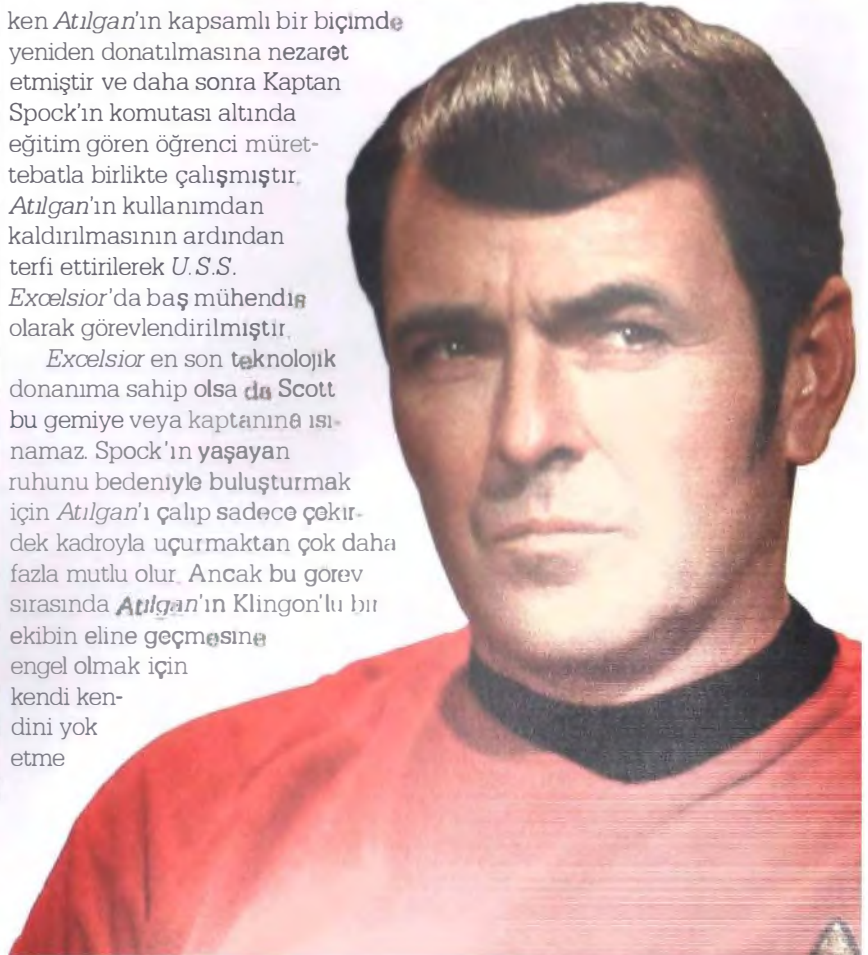 ken Atılgan'ın kapsamlı bir biçimde
yeniden donatılmasına nezaret
etmiştir ve daha sonra Kaptan
Spock'ın komutası altında
eğitim gören öğrenci müret-
tebatla birlikte çalışmıştır.
Atılgan'ın kullanımdan
kaldırılmasının ardından
terfi ettirilerek U.S.S.
Excelsior'da baş mühendis
olarak görevlendirilmiştir.
Excelsior en son teknolojik
donanıma sahip olsa da Scott
bu gemiye veya kaptanına ısı-
namaz. Spock'ın yaşayan
ruhunu bedeniyle buluşturmak
için Atılgan'ı çalıp sadece çekir-
dek kadroyla uçurmaktan çok daha
fazla mutlu olur. Ancak bu görev
sırasında Atılgan'ın Klingon'lu bir
ekibin eline geçmesine
engel olmak için
kendi ken-
dini yok
etme